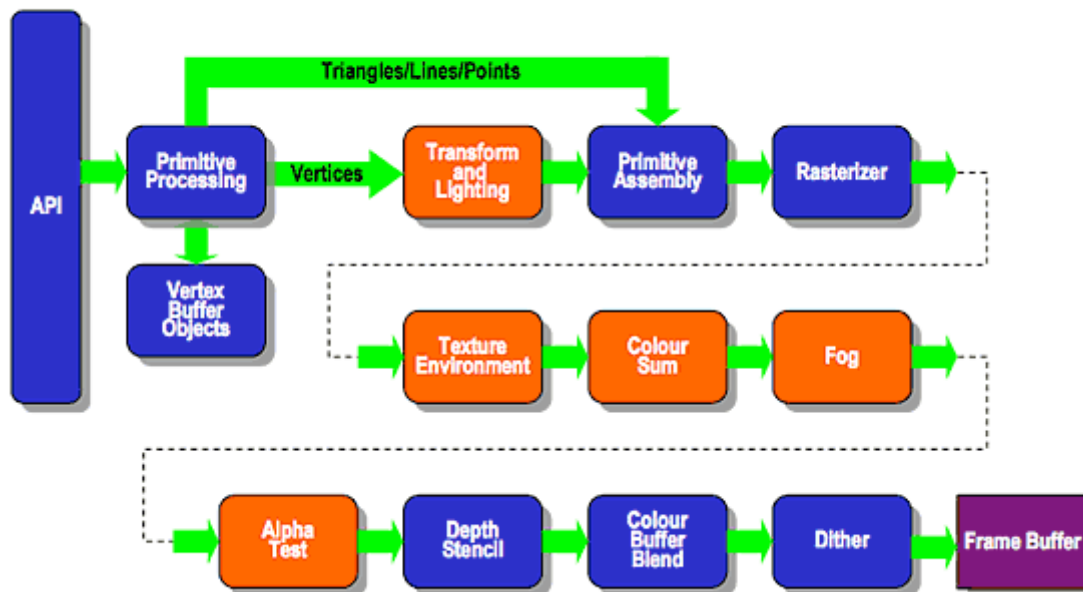 Triangles/Lines/Points
API
Primitive
Processing
Vertices
Transform
and
Lighting
Primitive
Assembly
Rasterizer
Vertex
Buffer
Objects
Texture
Environment
Colour
Sum
Fog
Alpha
Test
Depth
Stencil
Colour
Buffer
Blend
Dither
Frame Buffer